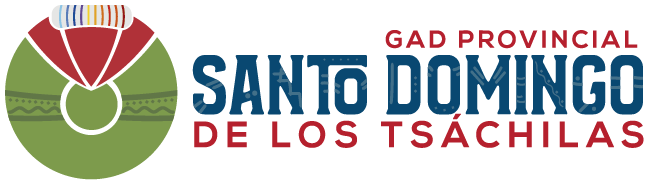 GAD PROVINCIAL
SANTO DOMINGO
DE LOS TSÁCHILAS